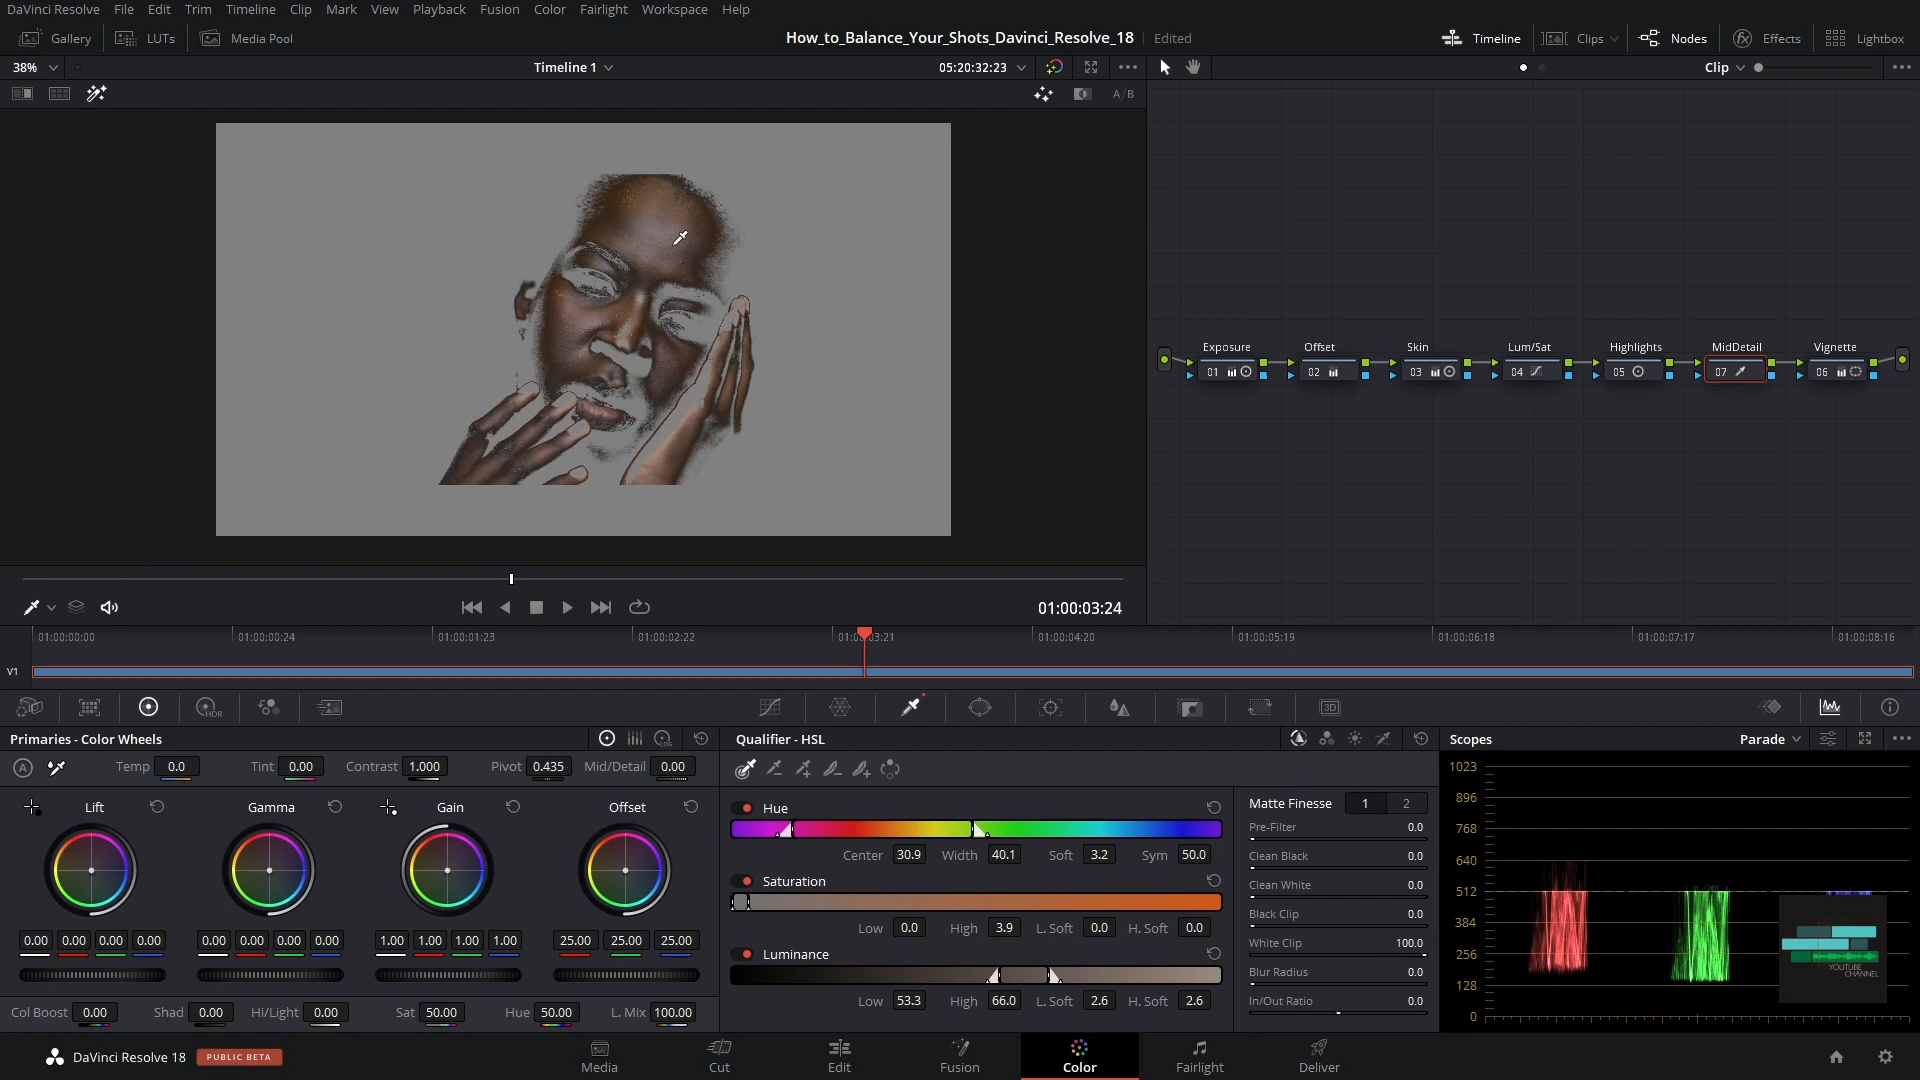 DaVinci Resolve File Edit Trim Timeline Clip Mark View Playback Fusion Color Fairlight Workspace Help
Gallery LUTs Media Pool How_to_Balance_Your_Shots_Davinci_Resolve_18 Edited Timeline Clips Nodes Effects Lightbox
38% Timeline 1 05:20:32:23 Clip
A/B
Exposure Offset Skin Lum/Sat Highlights MidDetail Vignette
01 02 03 04 05 07 06
01:00:03:24
01:00:00:00 01:00:00:24 01:00:01:23 01:00:02:22 01:00:03:21 01:00:04:20 01:00:05:19 01:00:06:18 01:00:07:17 01:00:08:16
V1
HDR 3D
Primaries - Color Wheels LOG Qualifier - HSL Scopes Parade
A Temp 0.0 Tint 0.00 Contrast 1.000 Pivot 0.435 Mid/Detail 0.00
Lift Gamma Gain Offset
0.00 0.00 0.00 0.00 0.00 0.00 0.00 0.00 1.00 1.00 1.00 1.00 25.00 25.00 25.00
Col Boost 0.00 Shad 0.00 Hi/Light 0.00 Sat 50.00 Hue 50.00 L. Mix 100.00
Hue
Center 30.9 Width 40.1 Soft 3.2 Sym 50.0
Saturation
Low 0.0 High 3.9 L. Soft 0.0 H. Soft 0.0
Luminance
Low 53.3 High 66.0 L. Soft 2.6 H. Soft 2.6
Matte Finesse 1 2
Pre-Filter 0.0
Clean Black 0.0
Clean White 0.0
Black Clip 0.0
White Clip 100.0
Blur Radius 0.0
In/Out Ratio 0.0
1023
896
768
640
512
384
256
128
0
YOUTUBE
CHANNEL
DaVinci Resolve 18 PUBLIC BETA Media Cut Edit Fusion Color Fairlight Deliver